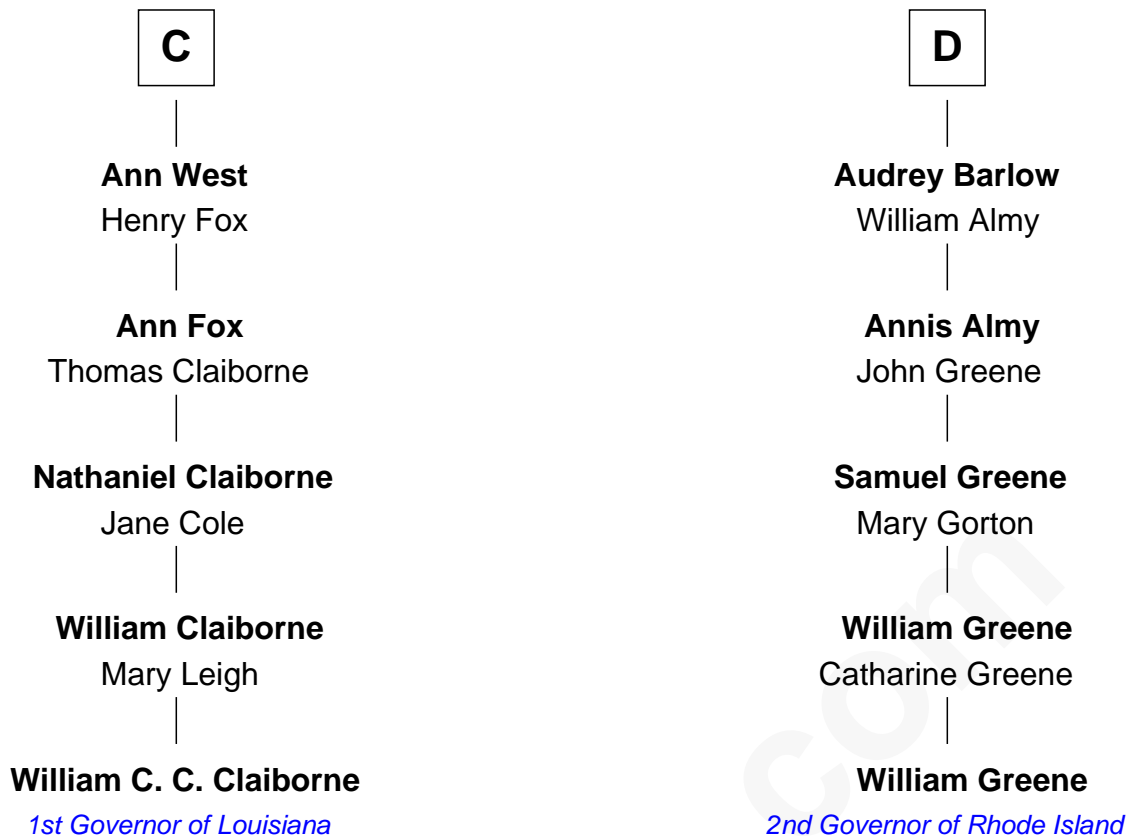 C
Ann West
Henry Fox
Ann Fox
Thomas Claiborne
Nathaniel Claiborne
Jane Cole
William Claiborne
Mary Leigh
William C. C. Claiborne
1st Governor of Louisiana
D
Audrey Barlow
William Almy
Annis Almy
John Greene
Samuel Greene
Mary Gorton
William Greene
Catharine Greene
William Greene
2nd Governor of Rhode Island
com